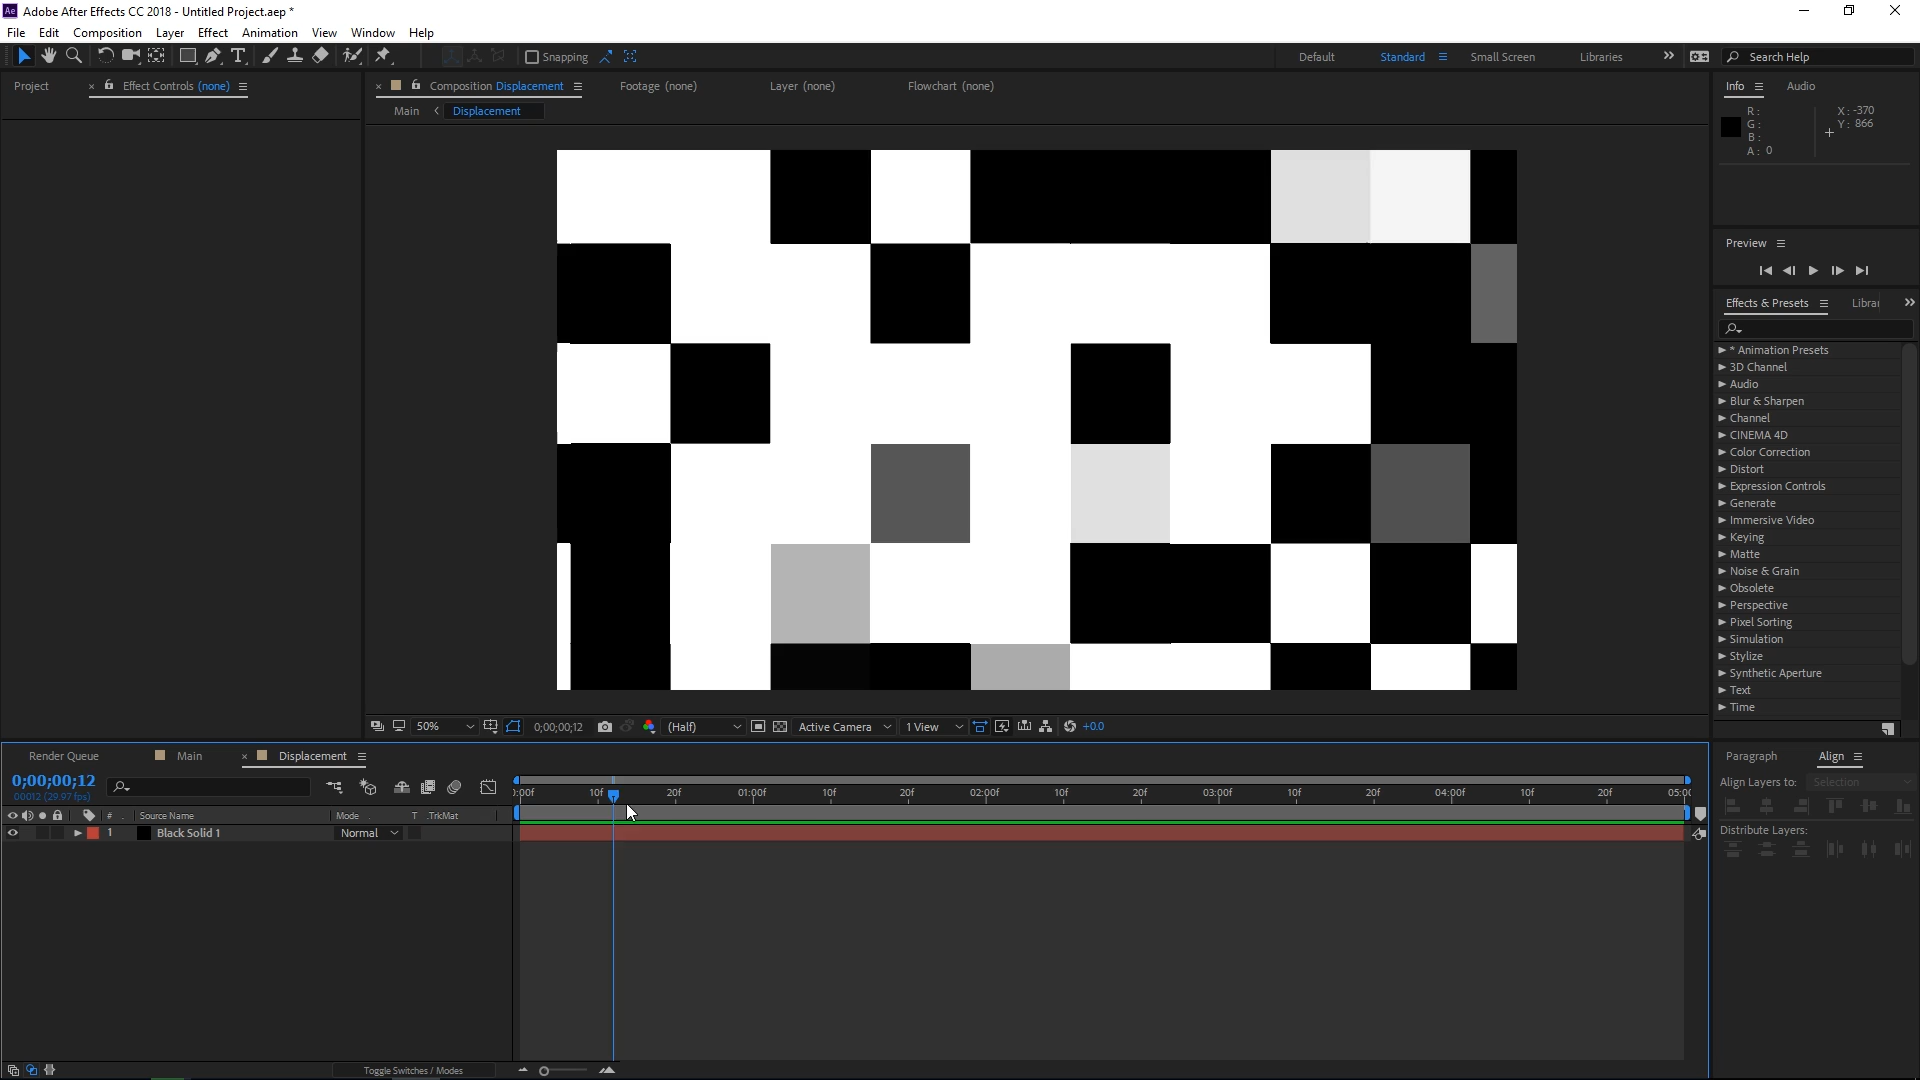 Ae Adobe After Effects CC 2018 - Untitled Project.aep *
File Edit Composition Layer Effect Animation View Window Help
Snapping Default Standard Small Screen Libraries Search Help
Project Effect Controls (none) Composition Displacement Footage (none) Layer (none) Flowchart (none) Info Audio
Main Displacement
R: X: -370
G: Y: 866
B:
A: 0
Preview
Effects & Presets
* Animation Presets
3D Channel
Audio
Blur & Sharpen
Channel
CINEMA 4D
Color Correction
Distort
Expression Controls
Generate
Immersive Video
Keying
Matte
Noise & Grain
Obsolete
Perspective
Pixel Sorting
Simulation
Stylize
Synthetic Aperture
Text
Time
50% 0;00;00;12 (Half) Active Camera 1 View +0.0
Render Queue Main Displacement
0;00;00;12
00012 (29.97 fps)
:00f 10f 20f 01:00f 10f 20f 02:00f 10f 20f 03:00f 10f 20f 04:00f 10f 20f 05:00
# Source Name Mode T .TrkMat
1 Black Solid 1 Normal
Toggle Switches / Modes
Paragraph Align
Align Layers to: Selection
Distribute Layers: